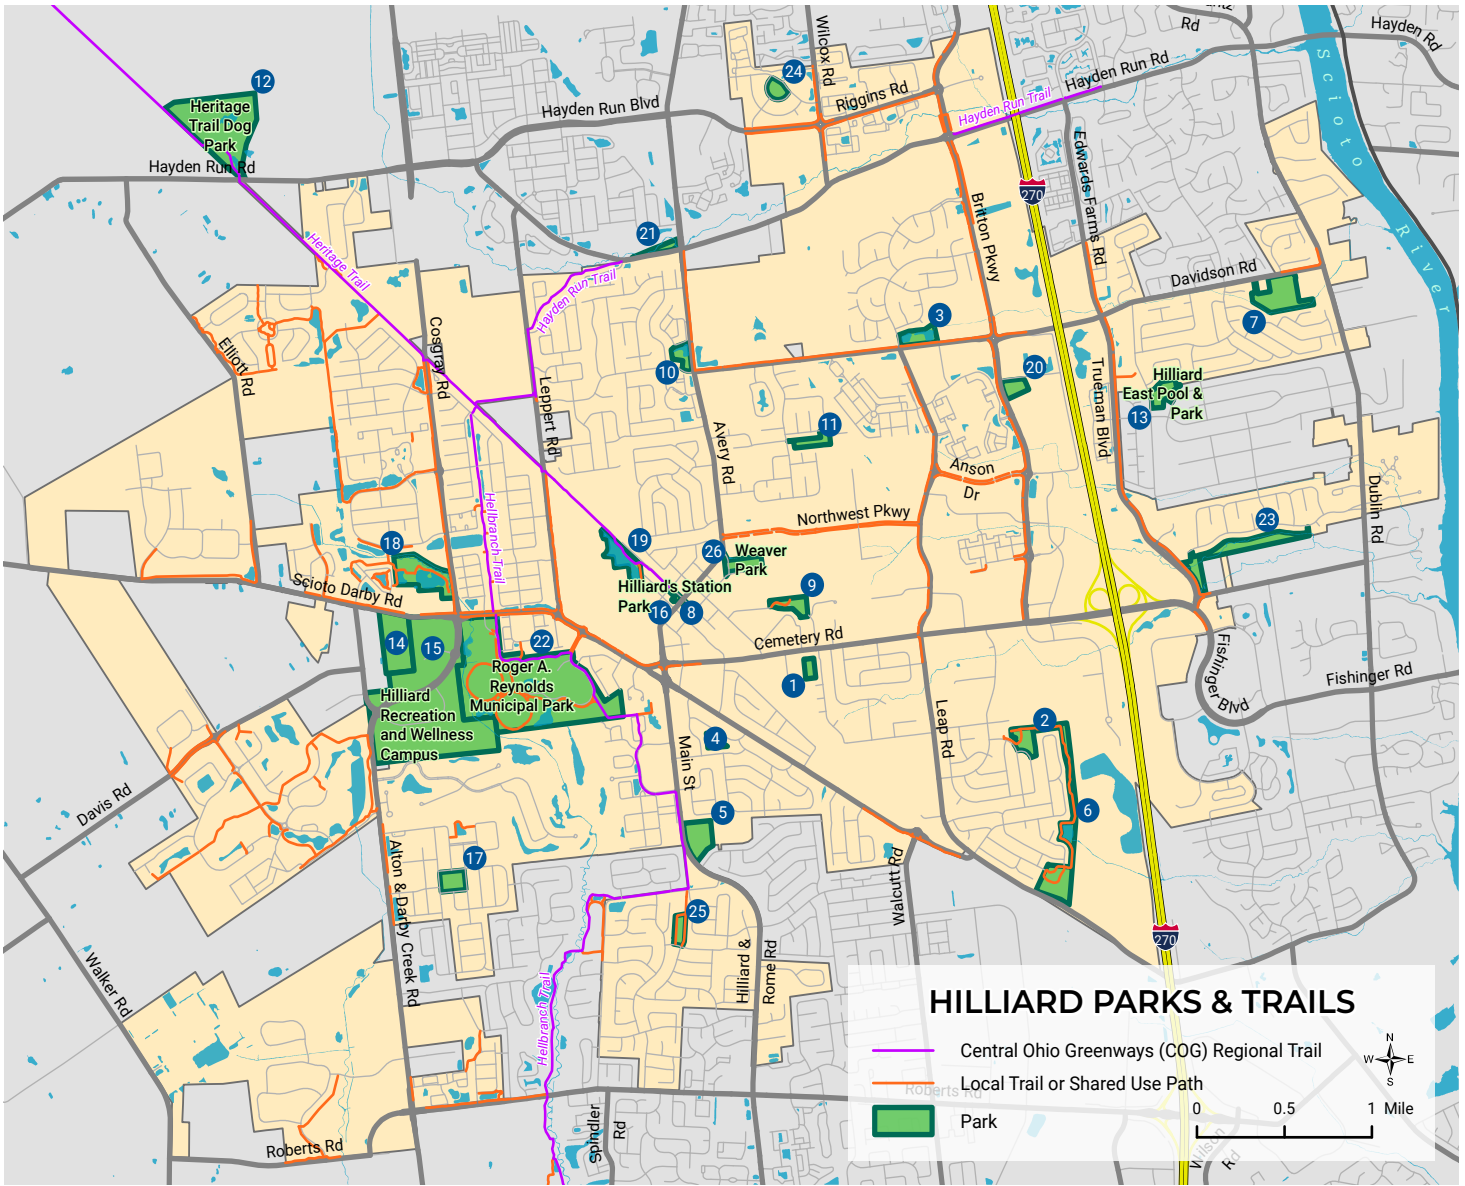 Rd
Hayden Rd
Scioto River
Wilcox Rd
24
12
Heritage
Trail Dog
Park
Hayden Run Rd
Hayden Run Blvd
Riggins Rd
Hayden Run Trail
Hayden Run Rd
Edwards Farms Rd
270
Britton Pkwy
21
Heritage Trail
Hayden Run Trail
Davidson Rd
7
3
Elliott Rd
Cosgray Rd
Leppert Rd
10
20
Trueman Blvd
Hilliard
East Pool &
Park
13
11
Avery Rd
Anson
Dr
Dublin Rd
Hellbranch Trail
Northwest Pkwy
23
18
19
26
Weaver
Park
Scioto Darby Rd
Hilliard's Station
Park
16
8
9
Cemetery Rd
14
15
22
Roger A.
Reynolds
Municipal Park
Hilliard
Recreation
and Wellness
Campus
1
Fishinger Blvd
Fishinger Rd
Leap Rd
2
4
Main St
Davis Rd
5
6
Alton & Darby Creek Rd
17
Walcutt Rd
25
270
Walker Rd
Hilliard &
Rome Rd
Hellbranch Trail
HILLIARD PARKS & TRAILS
Central Ohio Greenways (COG) Regional Trail
Local Trail or Shared Use Path
Park
N
W E
S
0 0.5 1 Mile
Roberts Rd
Roberts Rd
Spindler
Rd
Wilson
Rd